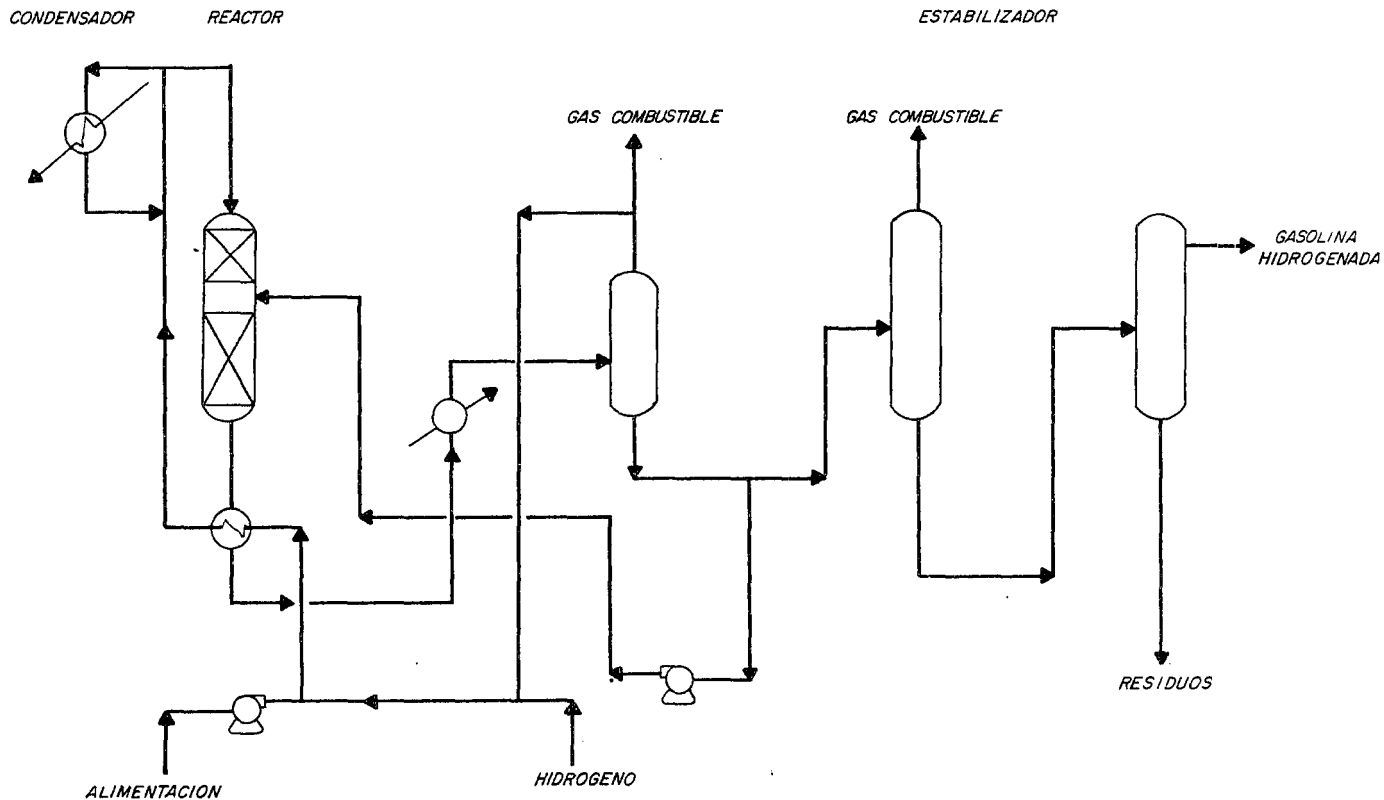 CONDENSADOR
REACTOR
ESTABILIZADOR
GAS COMBUSTIBLE
GAS COMBUSTIBLE
GASOLINA
HIDROGENADA
RESIDUOS
HIDROGENO
ALIMENTACION